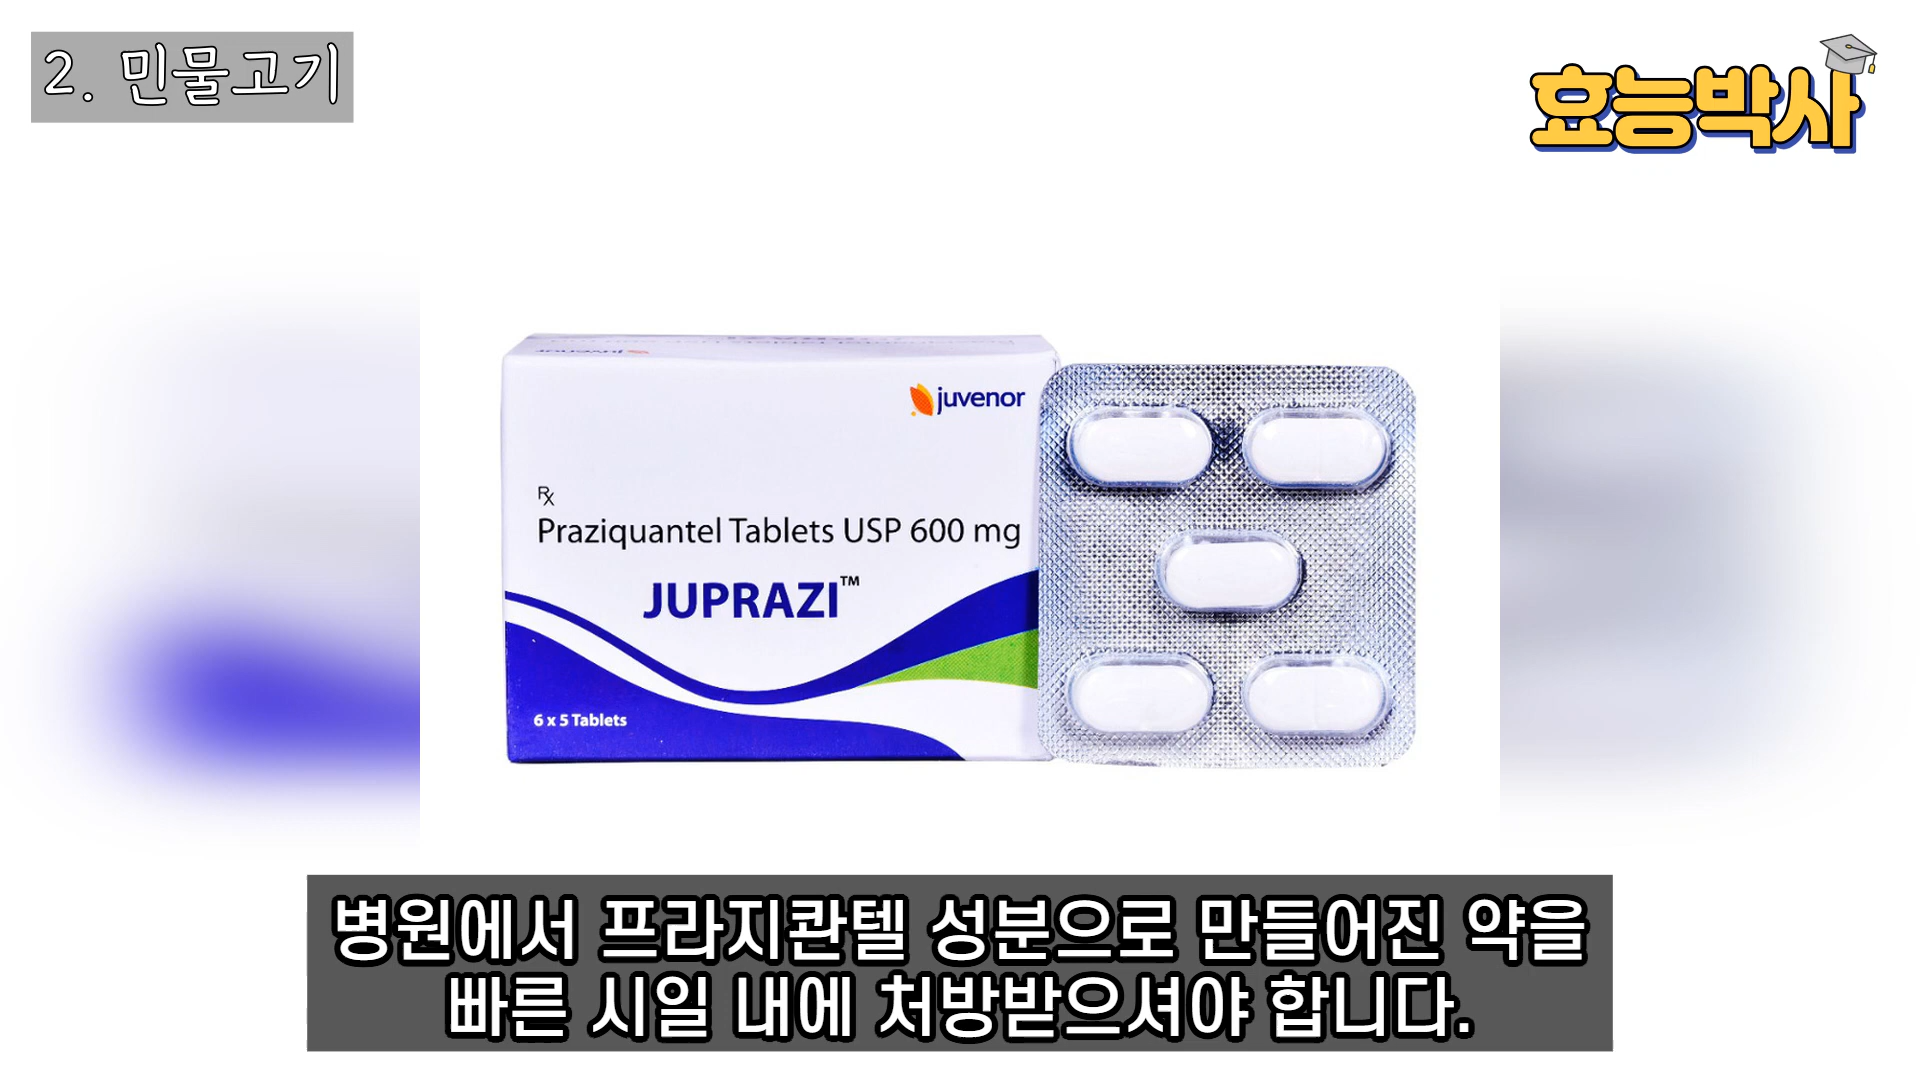 2. 민물고기
효능박사
juvenor
Rx
Praziquantel Tablets USP 600 mg
JUPRAZI™
6 x 5 Tablets
병원에서 프라지콴텔 성분으로 만들어진 약을
빠른 시일 내에 처방받으셔야 합니다.